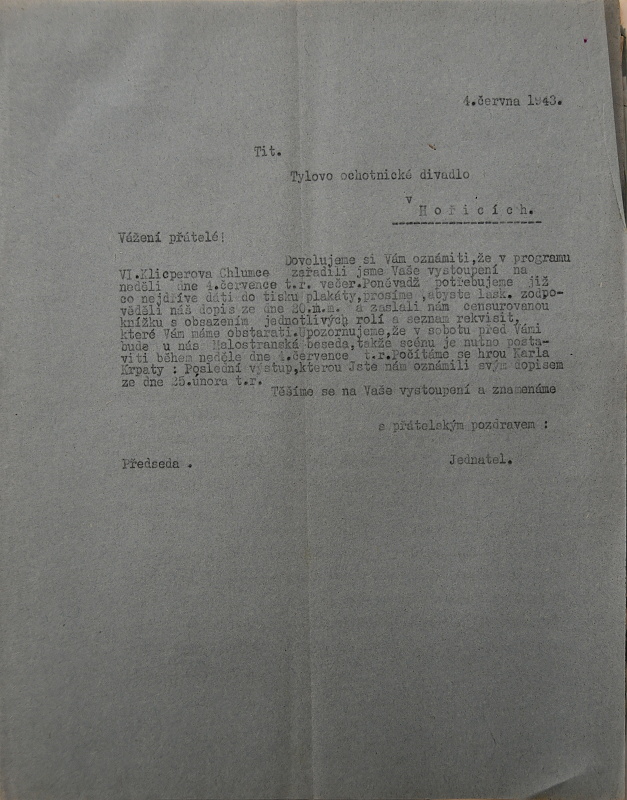 4.června 1943.
Tit.
Tylovo ochotnické divadlo
v
Hořicích.
Vážení přátelé!
Dovolujeme si Vám oznámiti,že v programu
VI.Klicperova Chlumce zeřadili jsme Vaše vystoupení na
neděli dne 4.července t.r. večer.Ponévadž potřebujeme již
co nejdříve dáti do tisku plakáty,prosíme ,abyste lask. zodpo-
věděli náš dopis ze dne 20.m.m. a zaslali nám censurovanou
knížku s obsazením jednotlivých rolí a seznam rekvisit,
které Vám máme obstarati.Upozornujeme,že v sobotu před Vámi
bude u nás Malostranská beseda,takže scénu je nutno posta-
viti během neděle dne 4.července t.r.Počítáme se hrou Karla
Krpaty : Poslední výstup,kterou Jste nám oznámili svým dopisem
ze dne 25.února t.r.
Těšíme se na Vaše vystoupení a znamenáme
s přátelským pozdravem :
Předseda .
Jednatel.